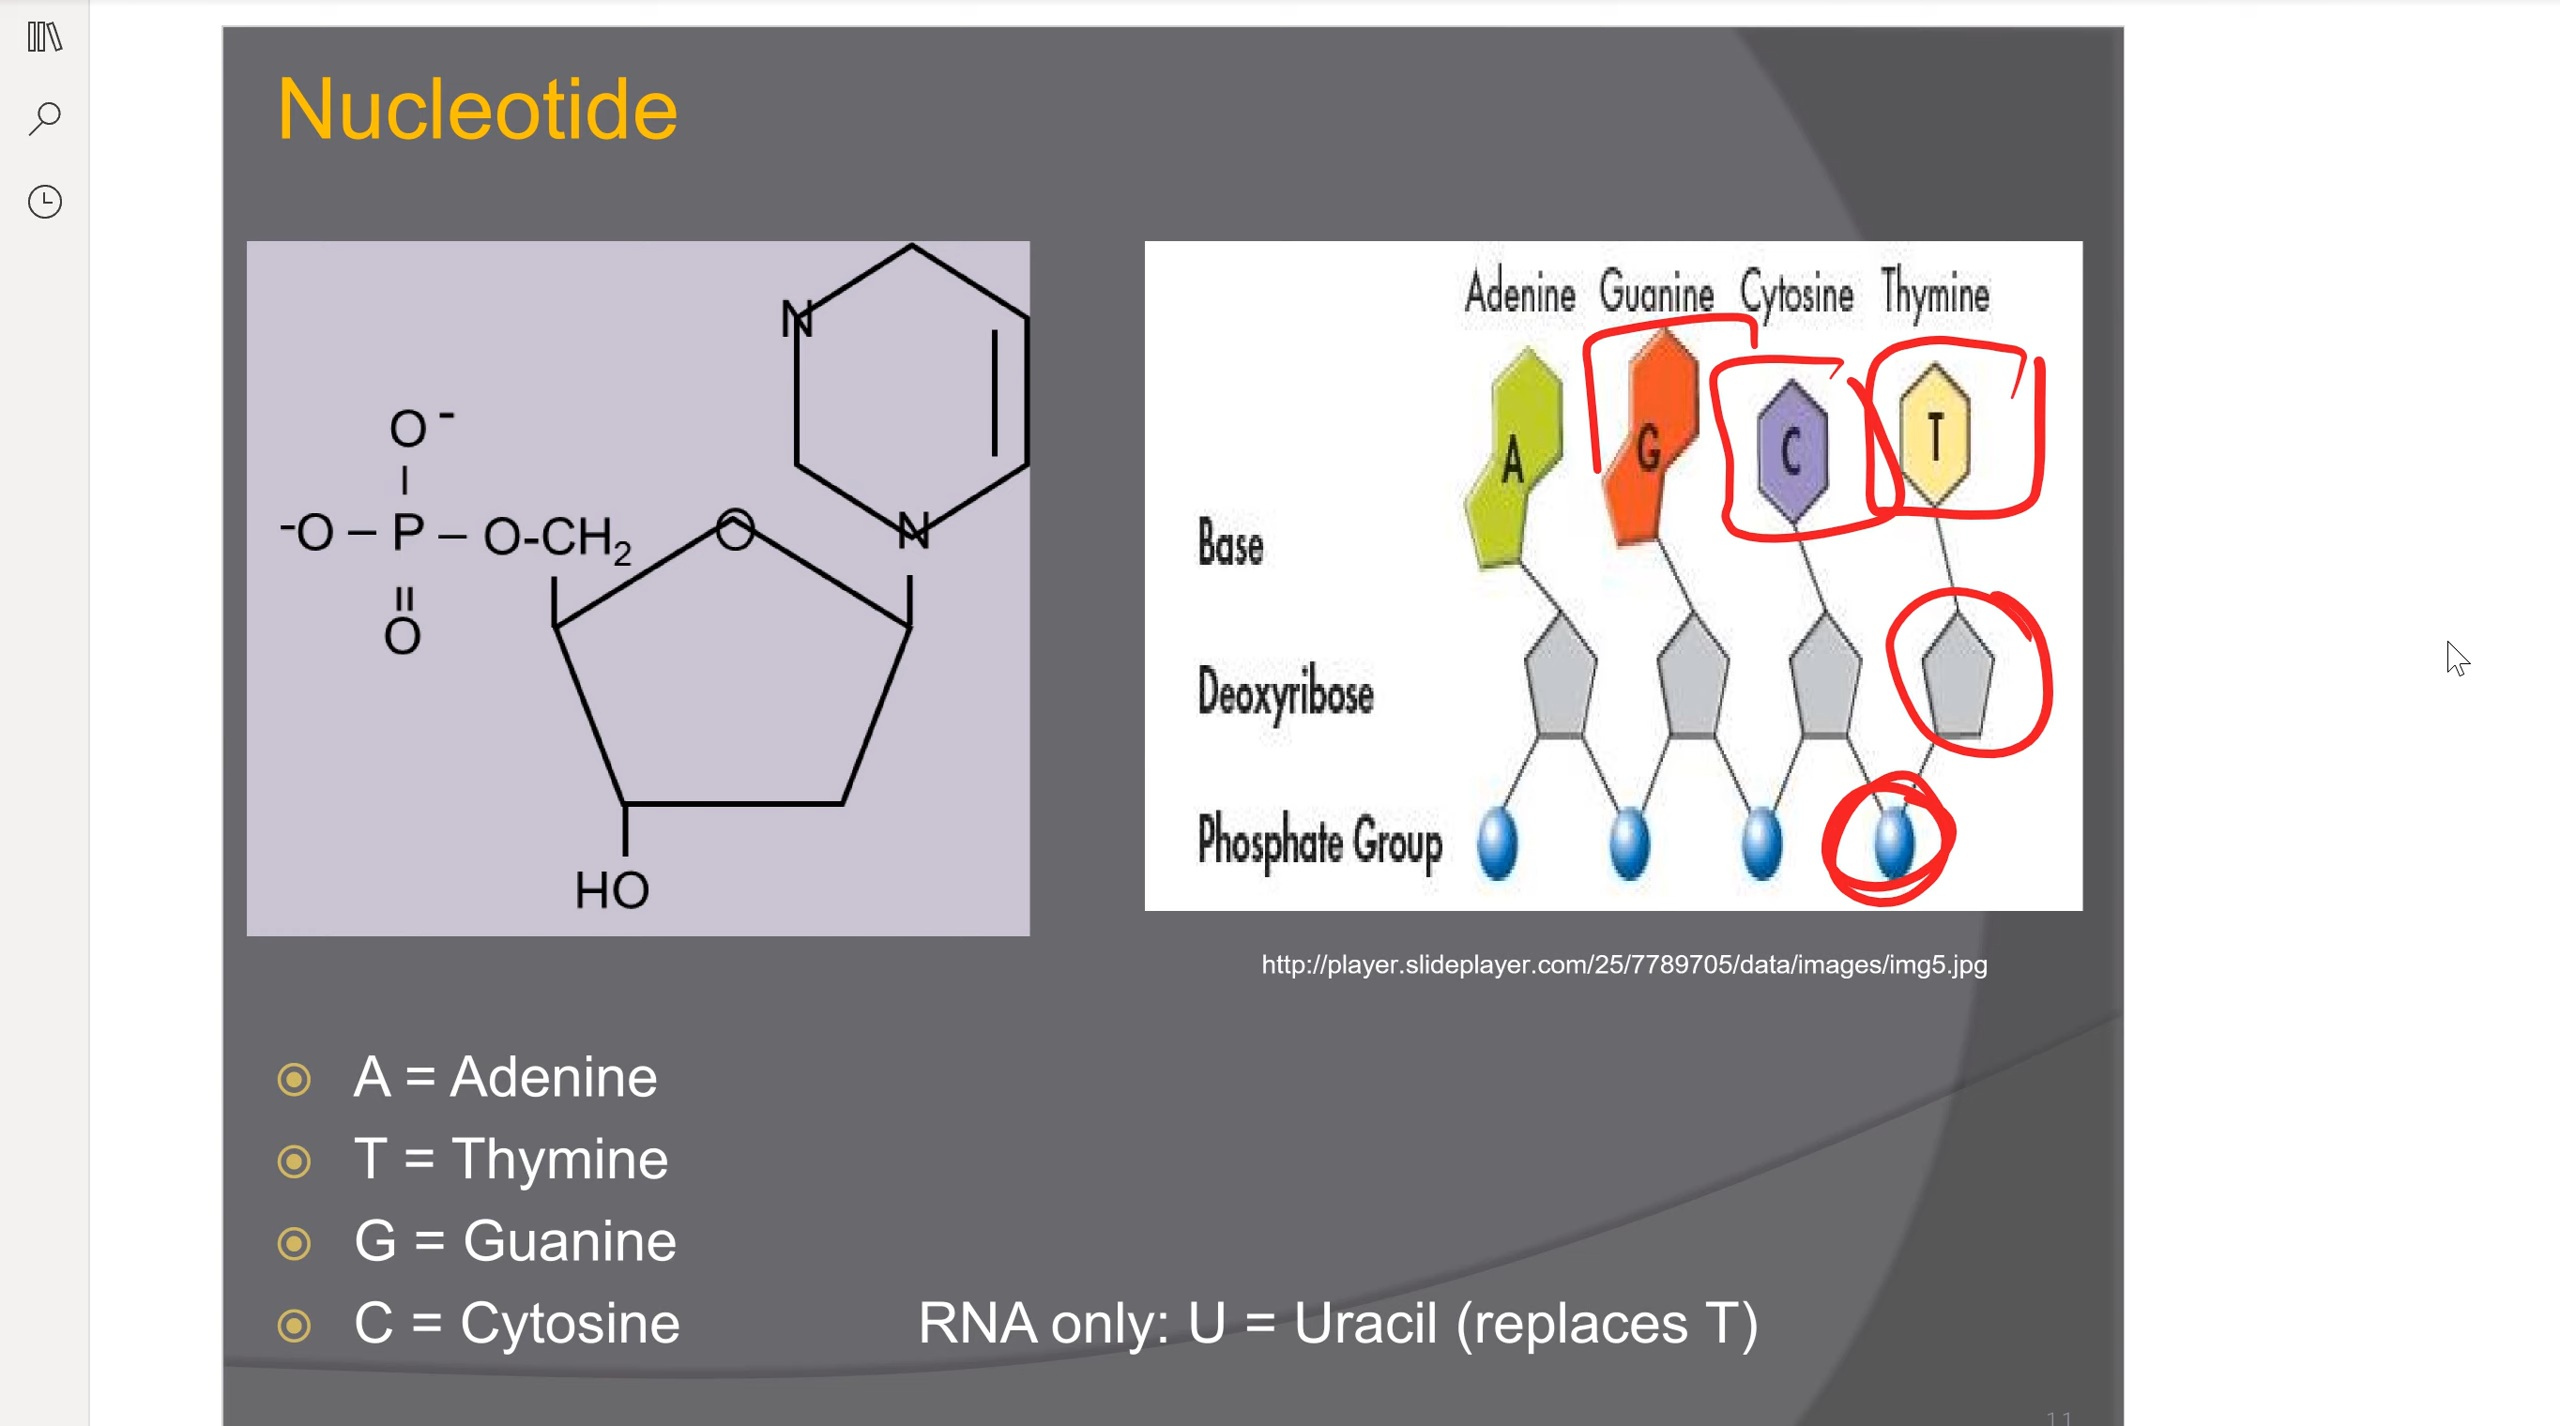 Nucleotide
N
O -
-O – P – O-CH2
O
N
O
HO
Adenine Guanine Cytosine Thymine
A G C T
Base
Deoxyribose
Phosphate Group
http://player.slideplayer.com/25/7789705/data/images/img5.jpg
A = Adenine
T = Thymine
G = Guanine
C = Cytosine
RNA only: U = Uracil (replaces T)
11